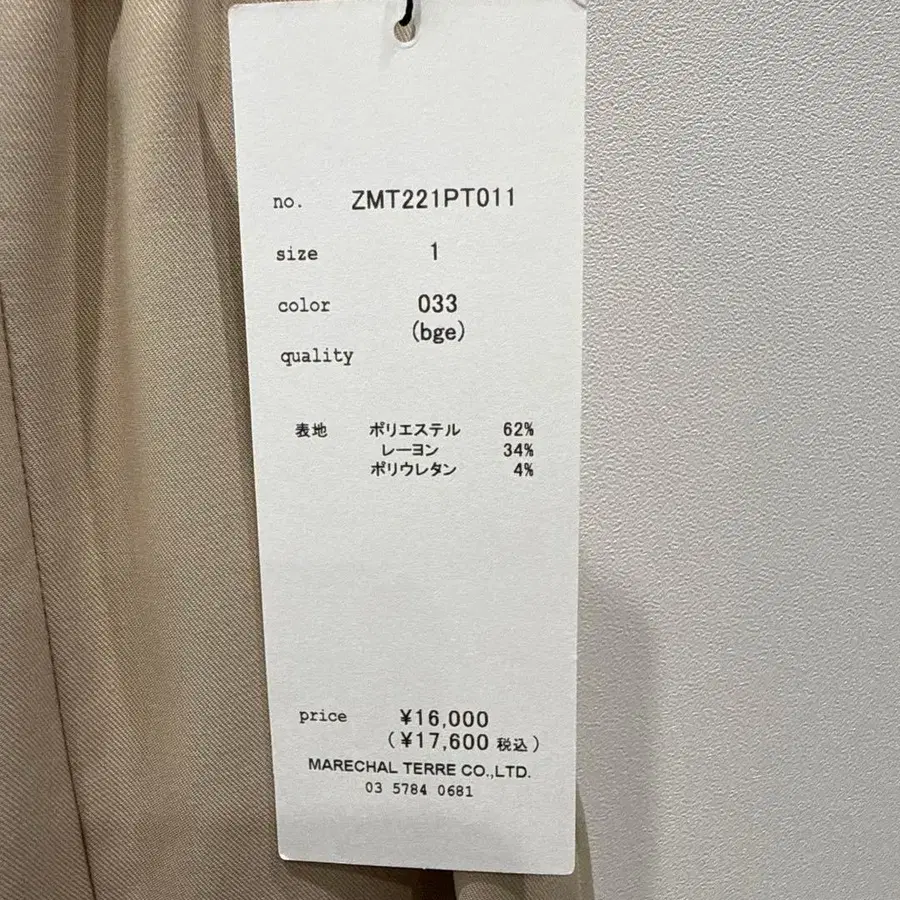 no. ZMT221PT011
size 1
color 033
(bge)
quality
表地 ポリエステル 62%
レーヨン 34%
ポリウレタン 4%
price ¥16,000
(¥17,600 税込)
MARECHAL TERRE CO.,LTD.
03 5784 0681